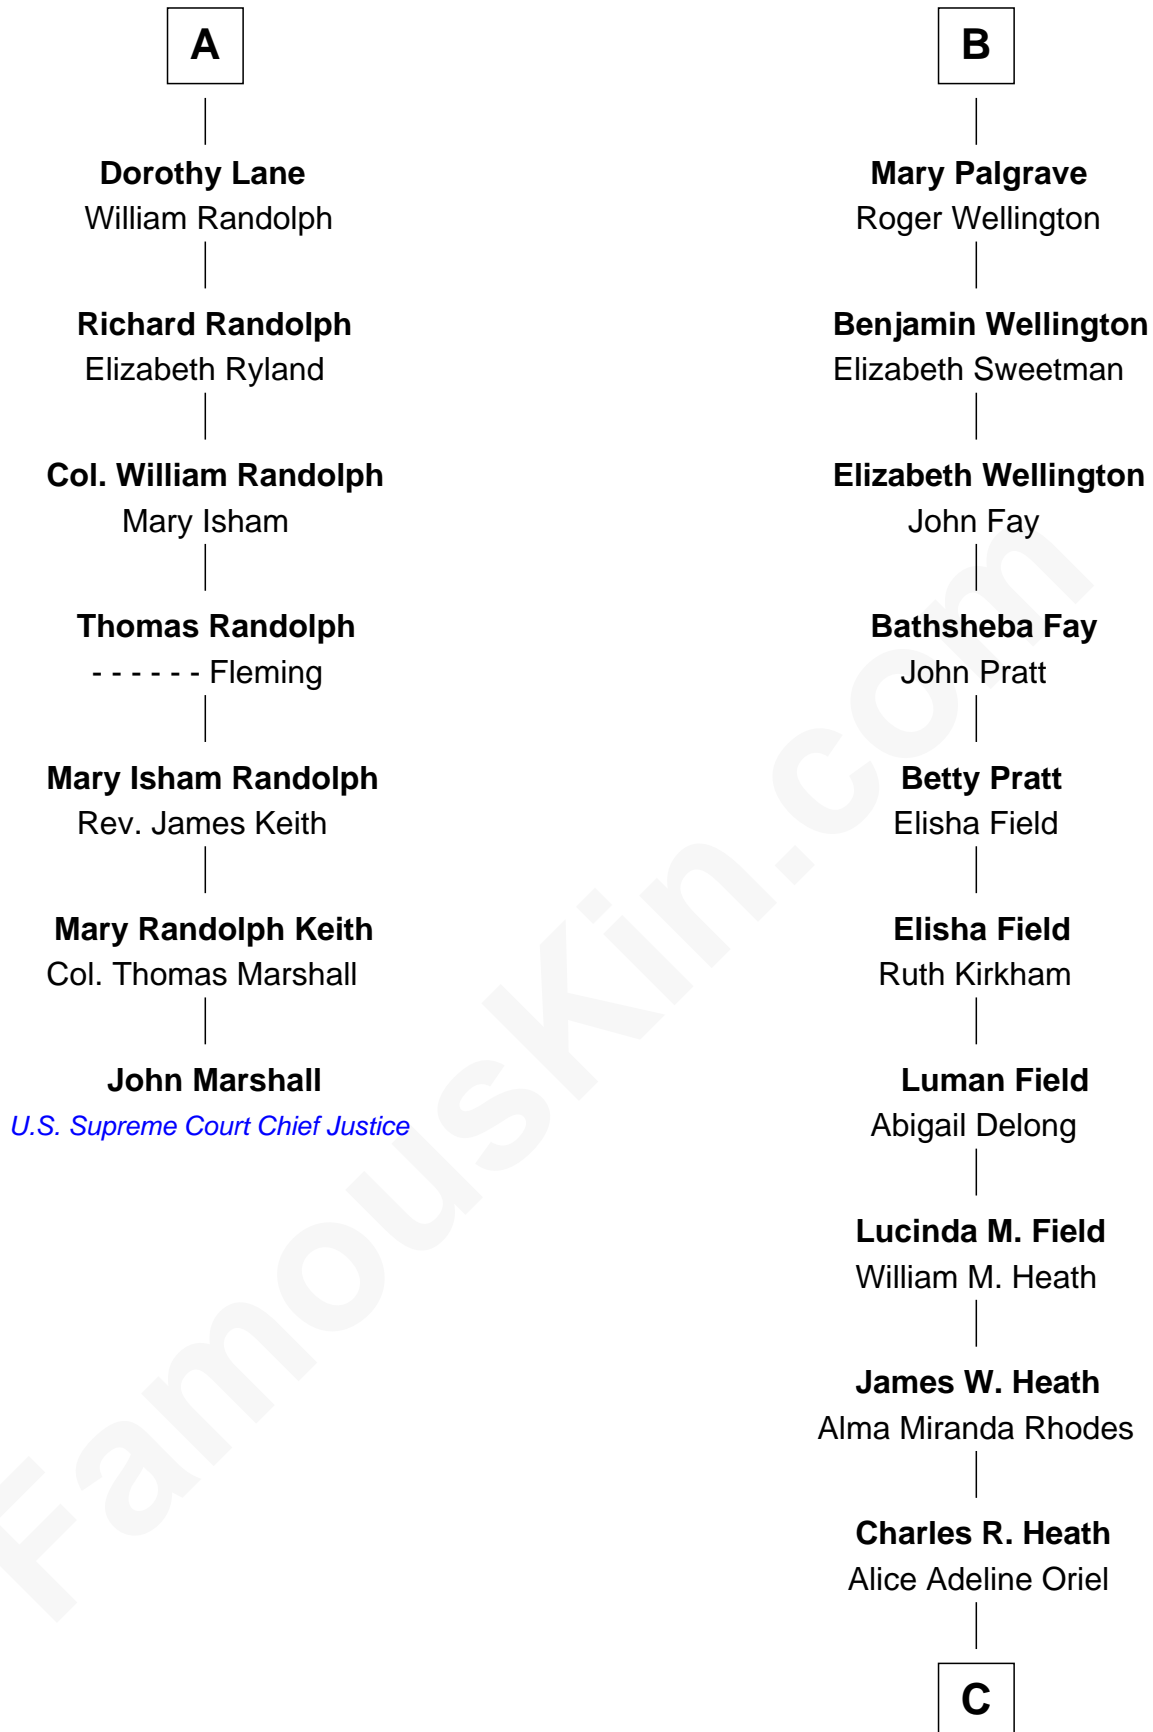 A
Dorothy Lane
William Randolph
Richard Randolph
Elizabeth Ryland
Col. William Randolph
Mary Isham
Thomas Randolph
- - - - - - Fleming
Mary Isham Randolph
Rev. James Keith
Mary Randolph Keith
Col. Thomas Marshall
John Marshall
U.S. Supreme Court Chief Justice
B
Mary Palgrave
Roger Wellington
Benjamin Wellington
Elizabeth Sweetman
Elizabeth Wellington
John Fay
Bathsheba Fay
John Pratt
Betty Pratt
Elisha Field
Elisha Field
Ruth Kirkham
Luman Field
Abigail Delong
Lucinda M. Field
William M. Heath
James W. Heath
Alma Miranda Rhodes
Charles R. Heath
Alice Adeline Oriel
C
FamousKin.com